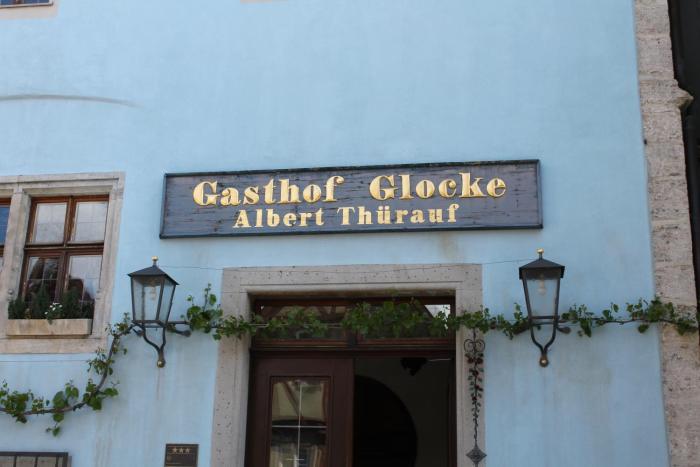 Gasthof Glocke
Albert Thürauf